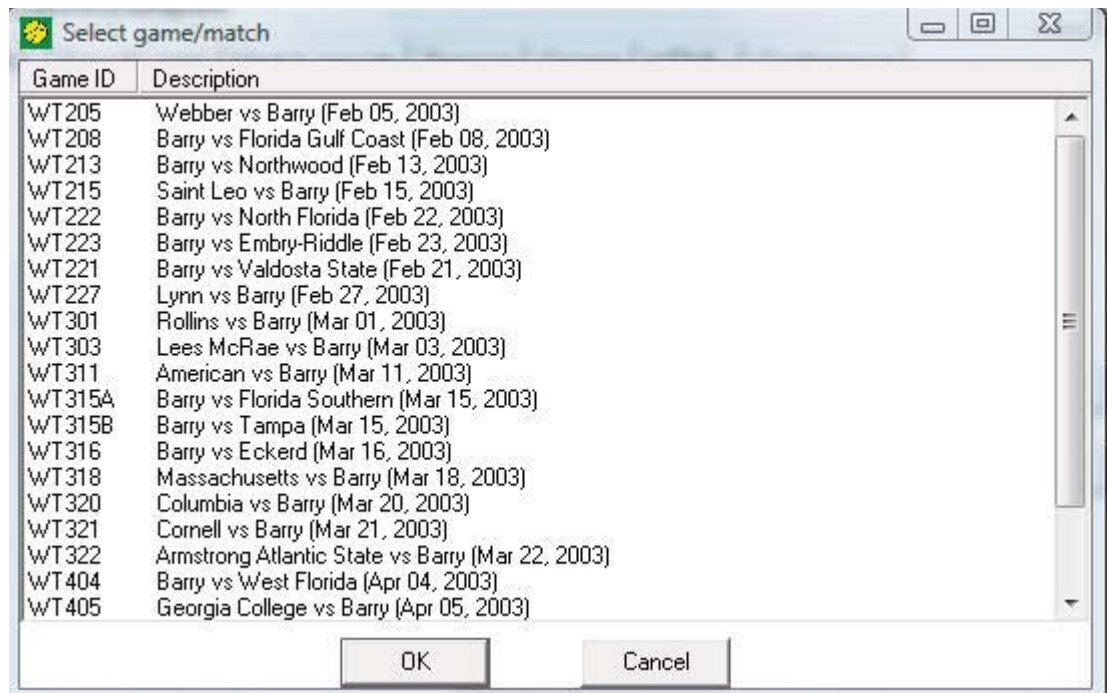 Select game/match
Game ID Description
WT205 Webber vs Barry (Feb 05, 2003)
WT208 Barry vs Florida Gulf Coast (Feb 08, 2003)
WT213 Barry vs Northwood (Feb 13, 2003)
WT215 Saint Leo vs Barry (Feb 15, 2003)
WT222 Barry vs North Florida (Feb 22, 2003)
WT223 Barry vs Embry-Riddle (Feb 23, 2003)
WT221 Barry vs Valdosta State (Feb 21, 2003)
WT227 Lynn vs Barry (Feb 27, 2003)
WT301 Rollins vs Barry (Mar 01, 2003)
WT303 Lees McRae vs Barry (Mar 03, 2003)
WT311 American vs Barry (Mar 11, 2003)
WT315A Barry vs Florida Southern (Mar 15, 2003)
WT315B Barry vs Tampa (Mar 15, 2003)
WT316 Barry vs Eckerd (Mar 16, 2003)
WT318 Massachusetts vs Barry (Mar 18, 2003)
WT320 Columbia vs Barry (Mar 20, 2003)
WT321 Cornell vs Barry (Mar 21, 2003)
WT322 Armstrong Atlantic State vs Barry (Mar 22, 2003)
WT404 Barry vs West Florida (Apr 04, 2003)
WT405 Georgia College vs Barry (Apr 05, 2003)
OK Cancel